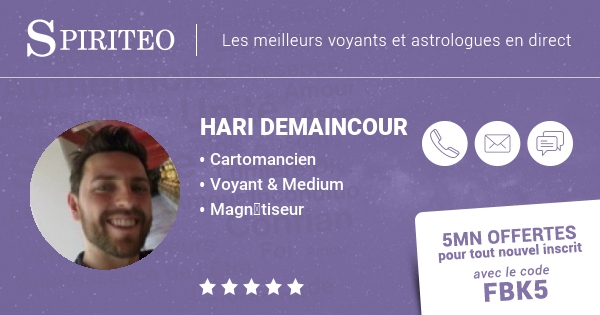 SPIRITEO
Les meilleurs voyants et astrologues en direct
HARI DEMAINCOUR
• Cartomancien
• Voyant & Medium
• Magn▯tiseur
5MN OFFERTES
pour tout nouvel inscrit
avec le code
FBK5